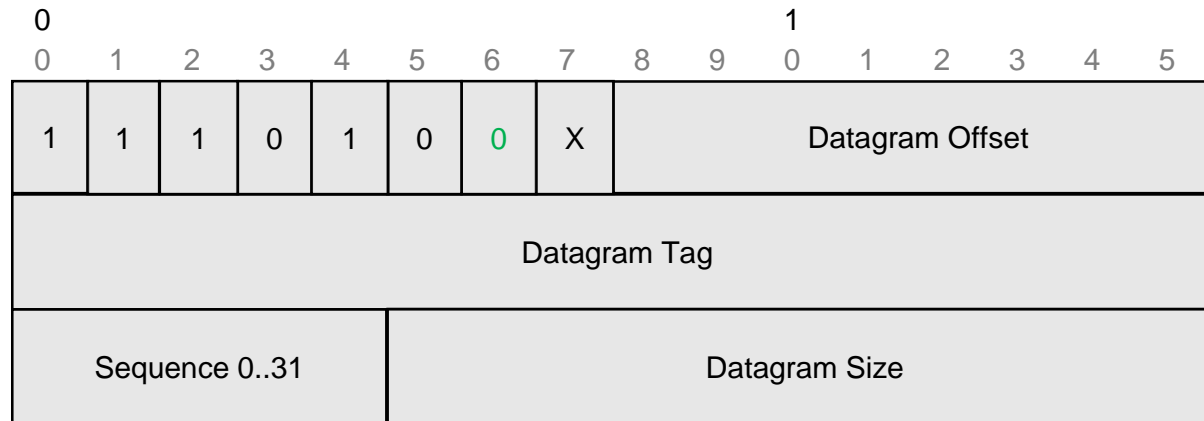 0 1
0 1 2 3 4 5 6 7 8 9 0 1 2 3 4 5
1 1 1 0 1 0 0 X Datagram Offset
Datagram Tag
Sequence 0..31 Datagram Size